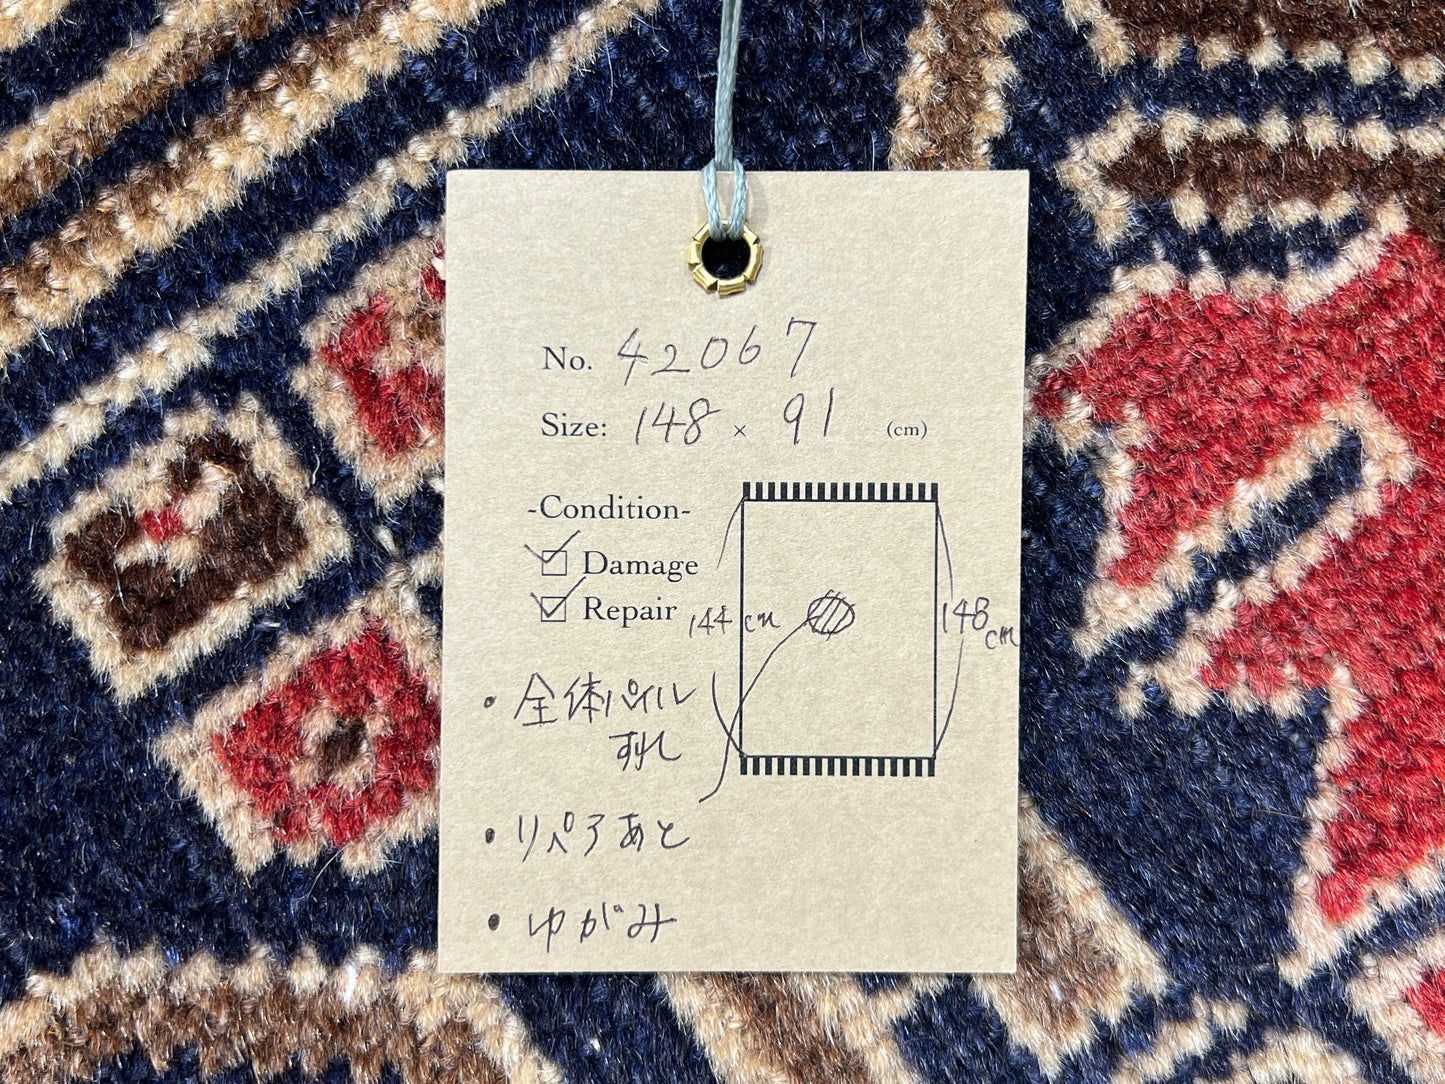 No. 42067
Size: 148 × 91 (cm)
-Condition-
Damage
Repair
144 cm
148 cm
・全体パイル
すれ
・リペアあと
・ゆがみ